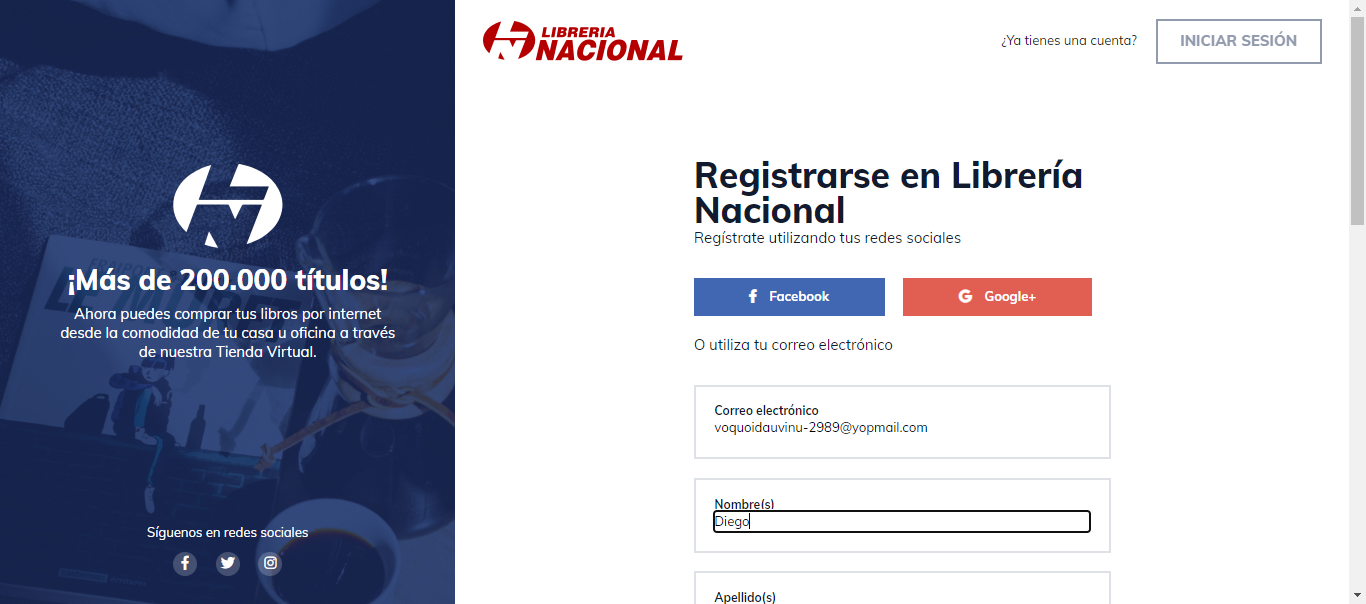 ¡Más de 200.000 títulos!
Ahora puedes comprar tus libros por internet
desde la comodidad de tu casa u oficina a través
de nuestra Tienda Virtual.
Síguenos en redes sociales
LIBRERIA
NACIONAL
¿Ya tienes una cuenta?
INICIAR SESIÓN
Registrarse en Librería
Nacional
Regístrate utilizando tus redes sociales
Facebook
Google+
O utiliza tu correo electrónico
Correo electrónico
voquoidauvinu-2989@yopmail.com
Nombre(s)
Diego
Apellido(s)